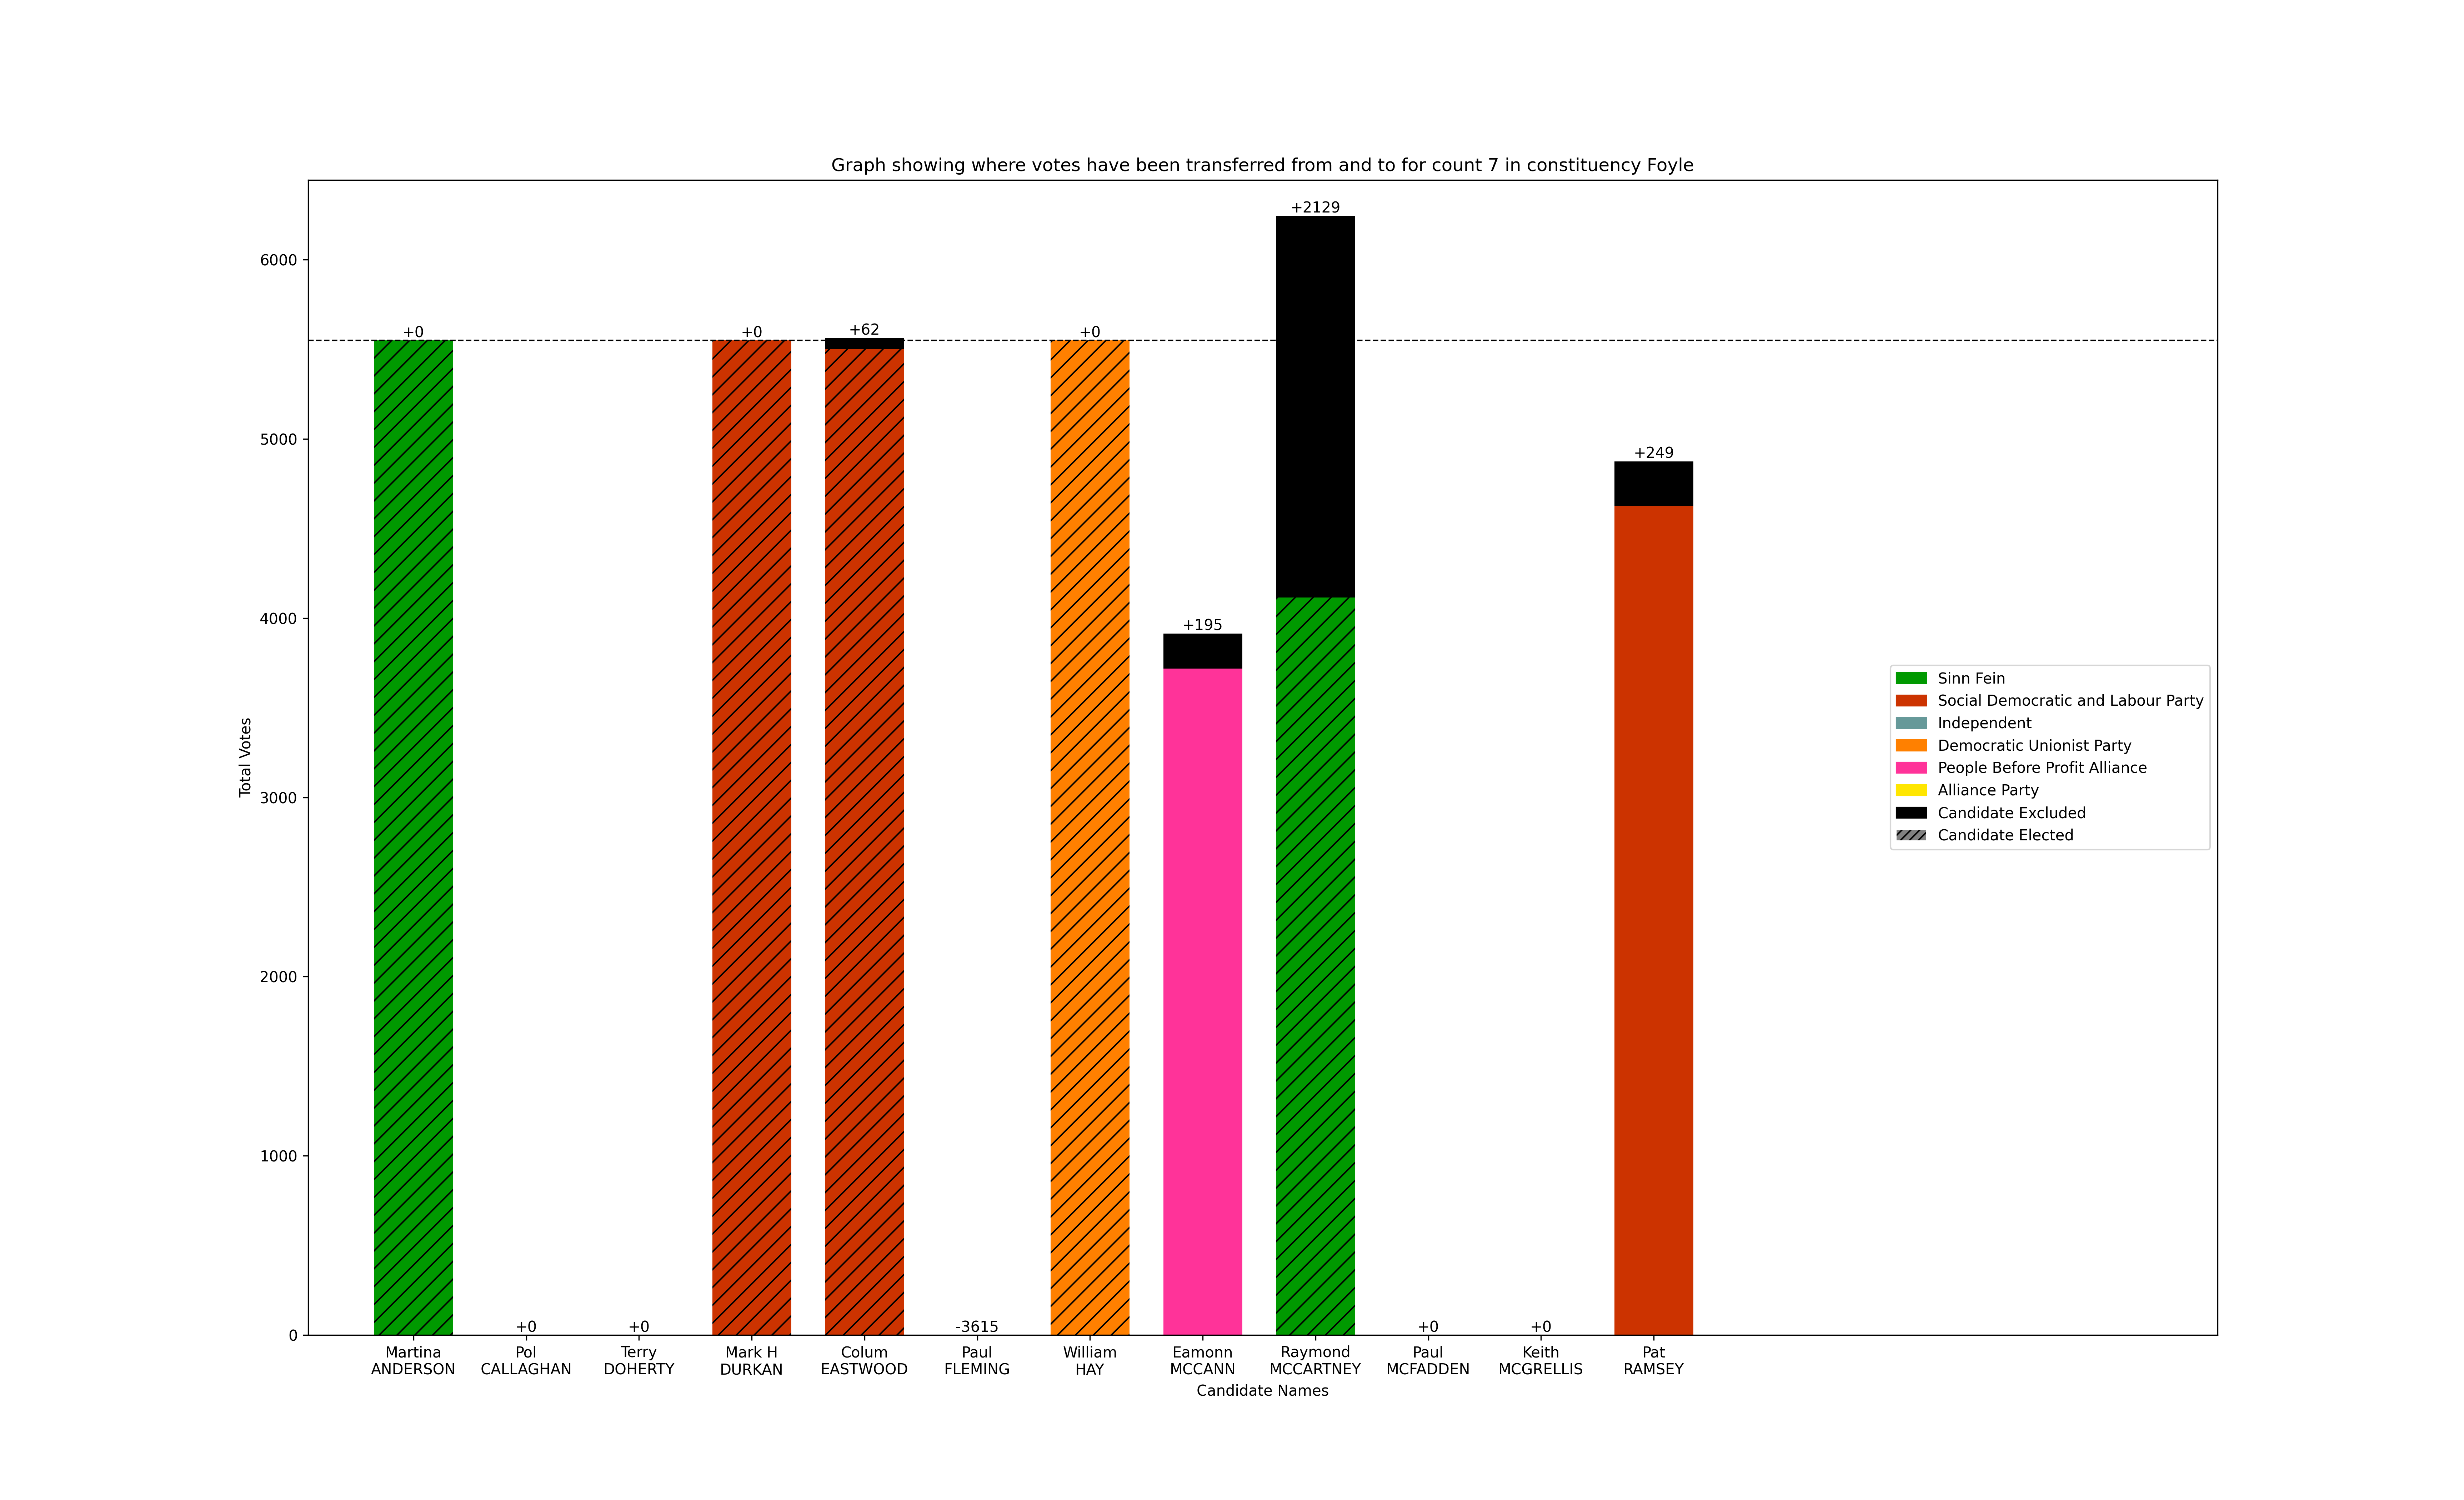 Graph showing where votes have been transferred from and to for count 7 in constituency Foyle
Total Votes
6000
5000
4000
3000
2000
1000
0
+0
+0
+0
+0
+62
-3615
+0
+195
+2129
+0
+0
+249
Martina
ANDERSON
Pol
CALLAGHAN
Terry
DOHERTY
Mark H
DURKAN
Colum
EASTWOOD
Paul
FLEMING
William
HAY
Eamonn
MCCANN
Raymond
MCCARTNEY
Paul
MCFADDEN
Keith
MCGRELLIS
Pat
RAMSEY
Candidate Names
Sinn Fein
Social Democratic and Labour Party
Independent
Democratic Unionist Party
People Before Profit Alliance
Alliance Party
Candidate Excluded
Candidate Elected